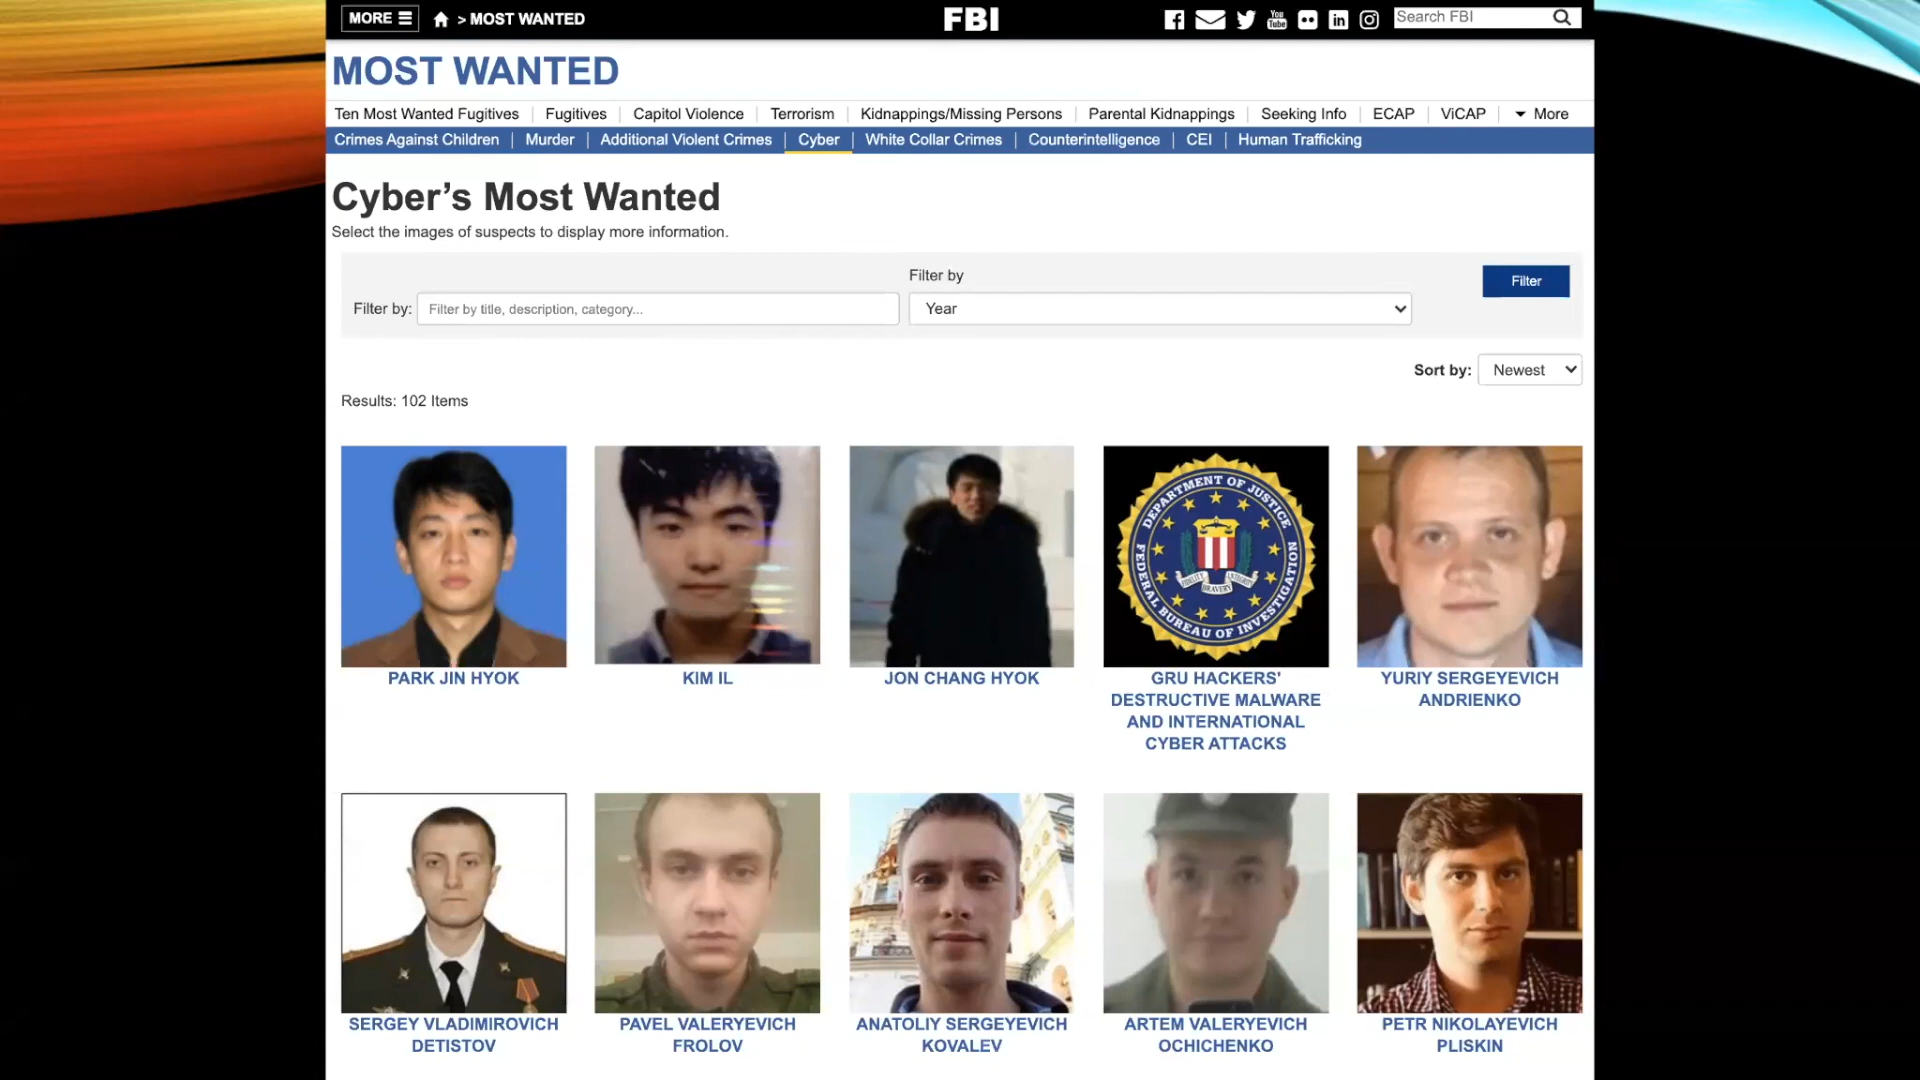 MORE
> MOST WANTED
FBI
You
Tube
in
Search FBI
MOST WANTED
Ten Most Wanted Fugitives
Fugitives
Capitol Violence
Terrorism
Kidnappings/Missing Persons
Parental Kidnappings
Seeking Info
ECAP
ViCAP
More
Crimes Against Children
Murder
Additional Violent Crimes
Cyber
White Collar Crimes
Counterintelligence
CEI
Human Trafficking
Cyber’s Most Wanted
Select the images of suspects to display more information.
Filter by
Filter
Filter by:
Filter by title, description, category...
Year
Sort by:
Newest
Results: 102 Items
DEPARTMENT OF JUSTICE
FIDELITY BRAVERY INTEGRITY
FEDERAL BUREAU OF INVESTIGATION
PARK JIN HYOK
KIM IL
JON CHANG HYOK
GRU HACKERS'
DESTRUCTIVE MALWARE
AND INTERNATIONAL
CYBER ATTACKS
YURIY SERGEYEVICH
ANDRIENKO
SERGEY VLADIMIROVICH
DETISTOV
PAVEL VALERYEVICH
FROLOV
ANATOLIY SERGEYEVICH
KOVALEV
ARTEM VALERYEVICH
OCHICHENKO
PETR NIKOLAYEVICH
PLISKIN